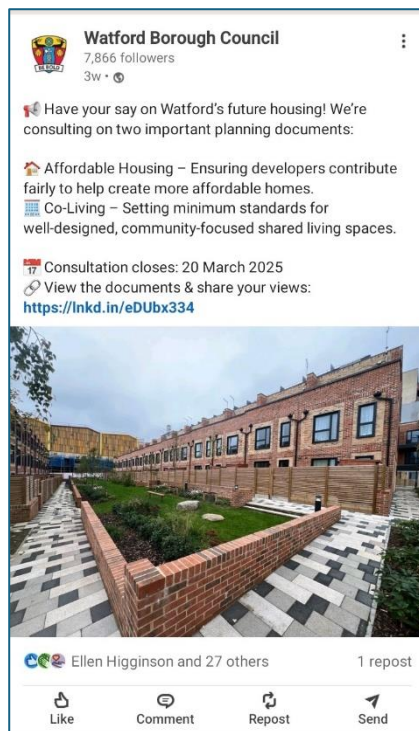 Watford Borough Council
7,866 followers
3w •
📢 Have your say on Watford's future housing! We're
consulting on two important planning documents:
🏠 Affordable Housing – Ensuring developers contribute
fairly to help create more affordable homes.
🏢 Co-Living – Setting minimum standards for
well-designed, community-focused shared living spaces.
📅 Consultation closes: 20 March 2025
🔗 View the documents & share your views:
https://lnkd.in/eDUbx334
Ellen Higginson and 27 others 1 repost
Like Comment Repost Send